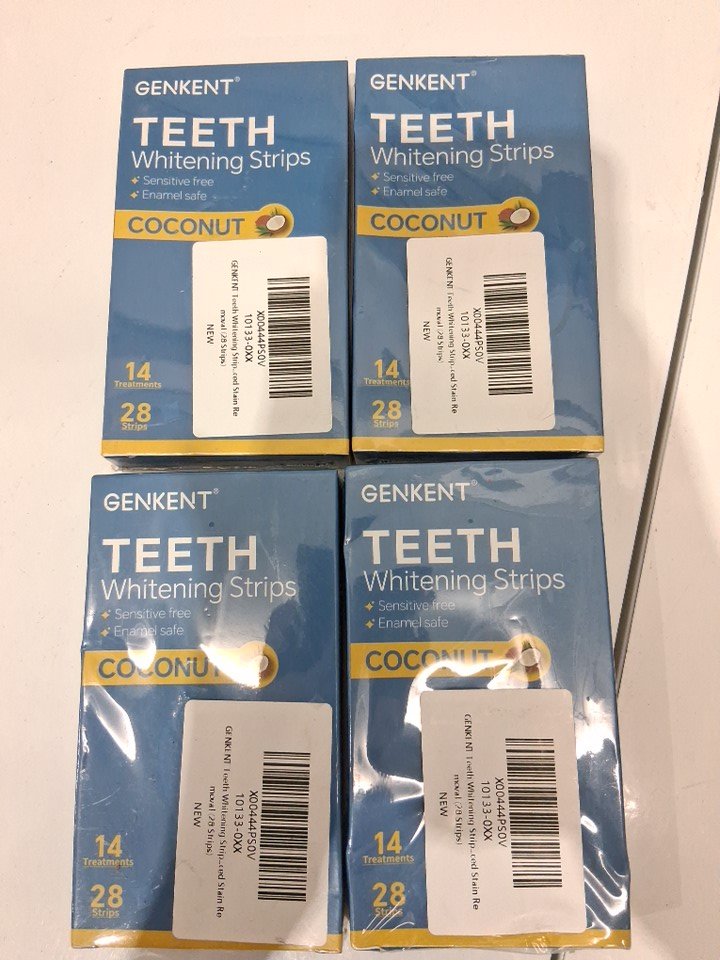 GENKENT®
TEETH
Whitening Strips
Sensitive free
Enamel safe
COCONUT
14
Treatments
28
Strips
X00444PS0V
10133-0XX
GENKENT Teeth Whitening Strip...ced Stain Re
moval (28 Strips)
NEW
GENKENT®
TEETH
Whitening Strips
Sensitive free
Enamel safe
COCONUT
14
Treatments
28
Strips
X00444PS0V
10133-0XX
GENKENT Teeth Whitening Strip...ced Stain Re
moval (28 Strips)
NEW
GENKENT®
TEETH
Whitening Strips
Sensitive free
Enamel safe
COCONUT
14
Treatments
28
Strips
X00444PS0V
10133-0XX
GENKENT Teeth Whitening Strip...ced Stain Re
moval (28 Strips)
NEW
GENKENT®
TEETH
Whitening Strips
Sensitive free
Enamel safe
COCONUT
14
Treatments
28
Strips
X00444PS0V
10133-0XX
GENKENT Teeth Whitening Strip...ced Stain Re
moval (28 Strips)
NEW